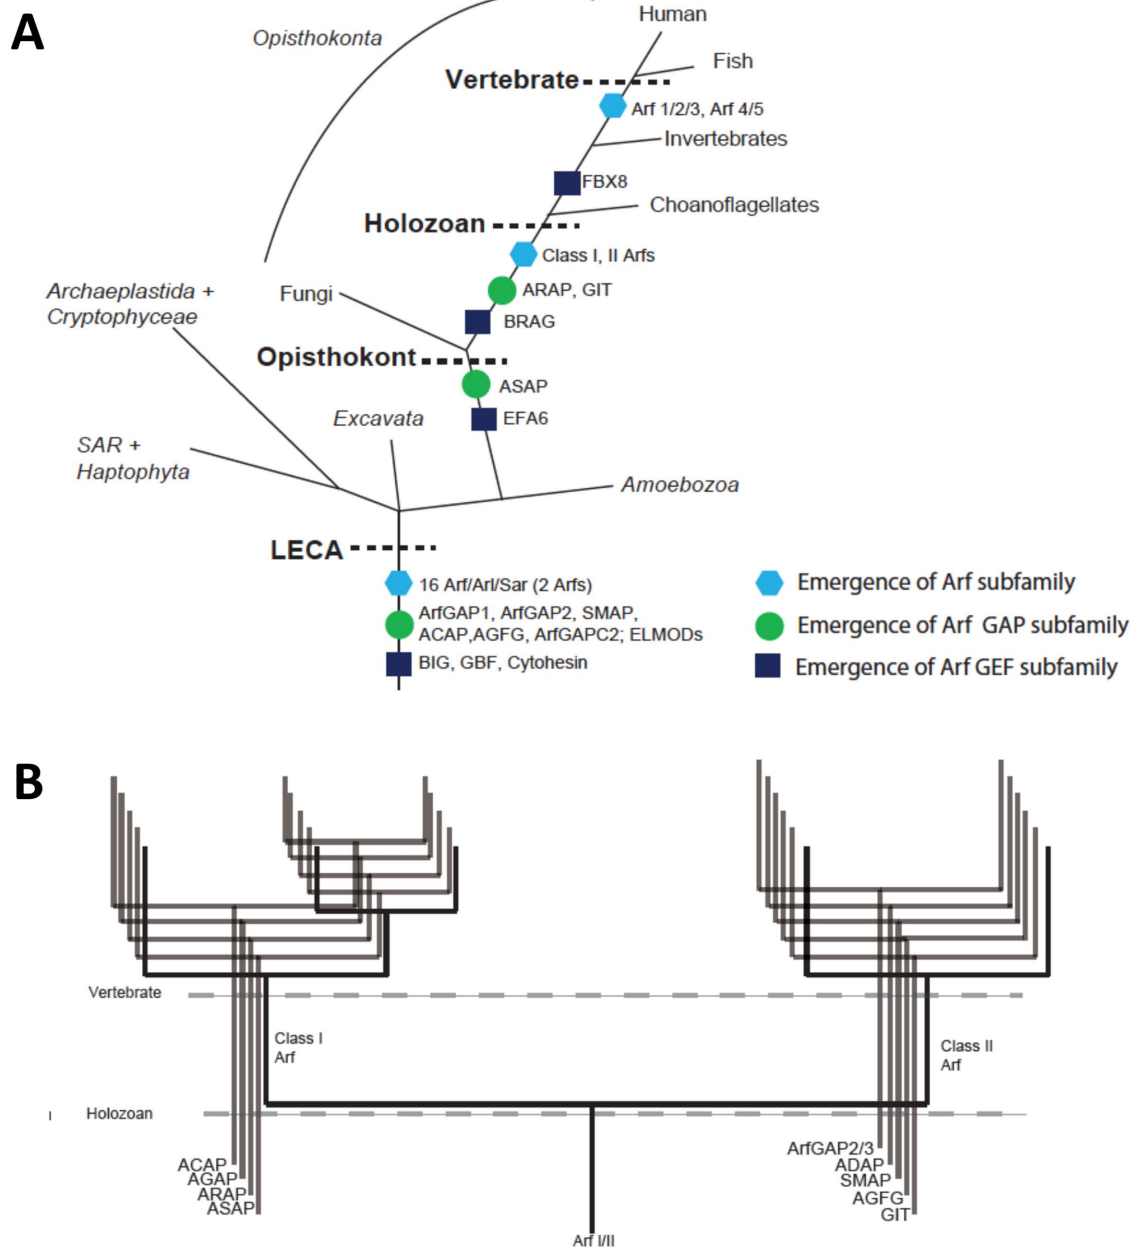 A
Opisthokonta
Human
Fish
Vertebrate
Arf 1/2/3, Arf 4/5
Invertebrates
FBX8
Choanoflagellates
Holozoan
Class I, II Arfs
Archaeplastida +
Cryptophyceae
Fungi
ARAP, GIT
BRAG
Opisthokont
ASAP
Excavata
EFA6
SAR +
Haptophyta
Amoebozoa
LECA
16 Arf/Arl/Sar (2 Arfs)
ArfGAP1, ArfGAP2, SMAP,
ACAP,AGFG, ArfGAPC2; ELMODs
BIG, GBF, Cytohesin
Emergence of Arf subfamily
Emergence of Arf GAP subfamily
Emergence of Arf GEF subfamily
B
Vertebrate
Class I
Arf
Class II
Arf
Holozoan
ACAP
AGAP
ARAP
ASAP
ArfGAP2/3
ADAP
SMAP
AGFG
GIT
Arf I/II